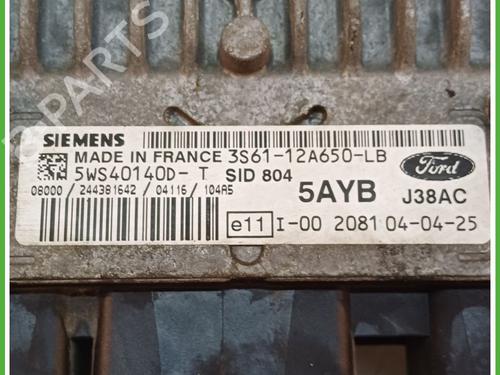 B-PARTS
SIEMENS
MADE IN FRANCE 3S61-12A650-LB
5WS40140D-T SID 804
Ford
08000 / 244381642 / 04116 / 104A5
5AYB J38AC
e11 I-00 2081 04-04-25